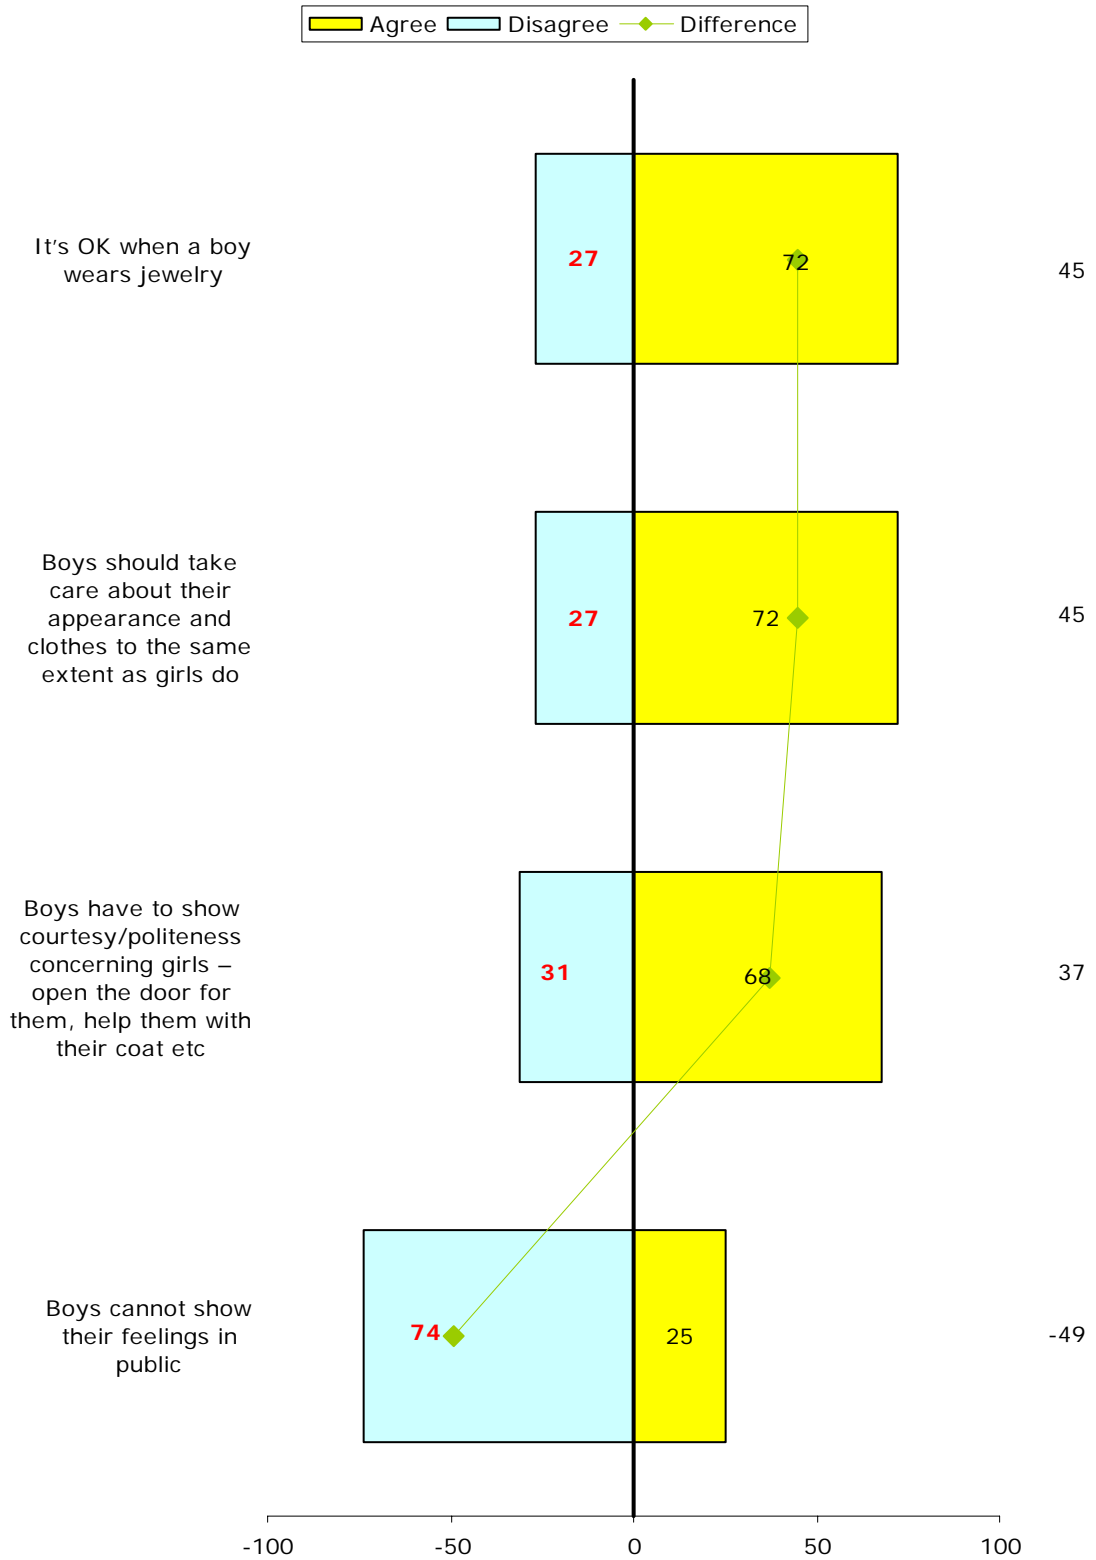 Agree Disagree Difference
It's OK when a boy
wears jewelry
27
72
45
Boys should take
care about their
appearance and
clothes to the same
extent as girls do
27
72
45
Boys have to show
courtesy/politeness
concerning girls –
open the door for
them, help them with
their coat etc
31
68
37
Boys cannot show
their feelings in
public
74
25
-49
-100 -50 0 50 100